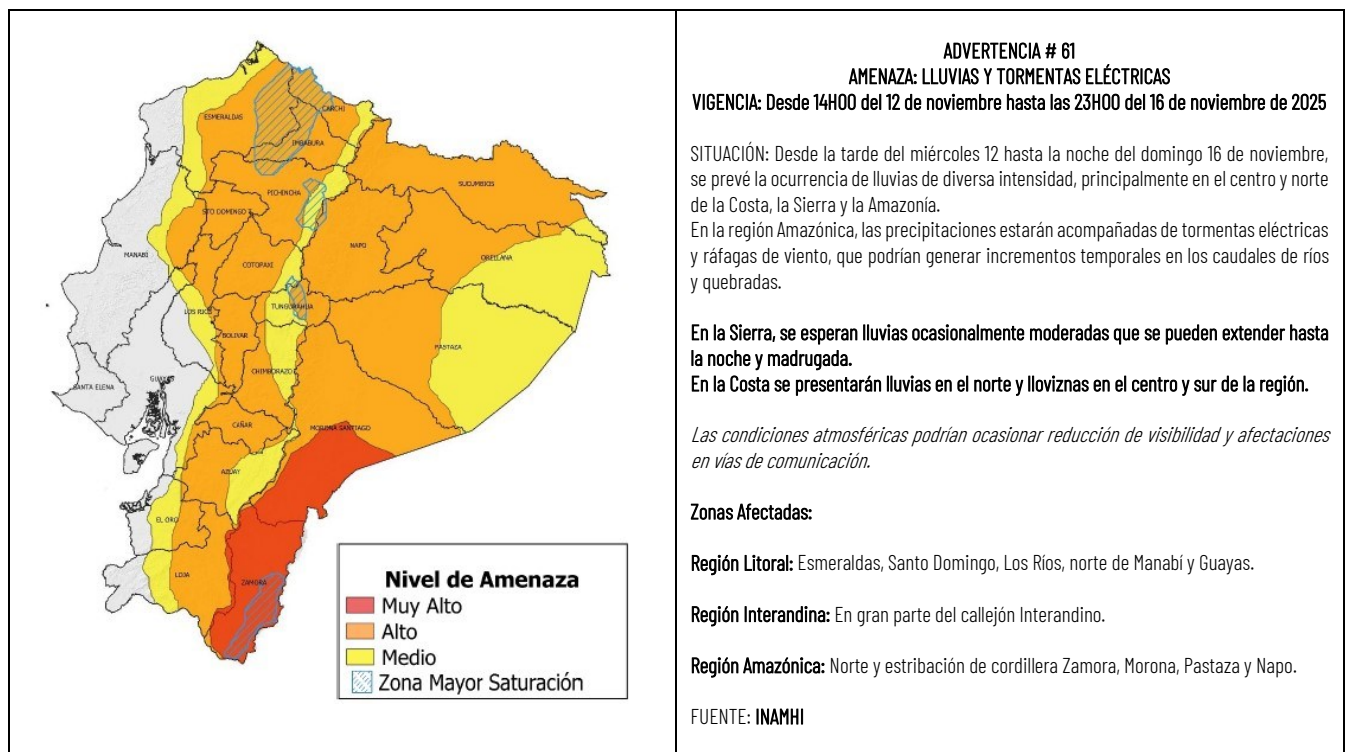 ESMERALDAS
CARCHI
IMBABURA
SUCUMBIOS
PICHINCHA
STO DOMINGO T
NAPO
MANABÍ
ORELLANA
COTOPAXI
TUNGURAHUA
LOS RIOS
BOLIVAR
PASTAZA
CHIMBORAZO
SANTA ELENA
GUAYAS
CAÑAR
MORONA SANTIAGO
AZUAY
EL ORO
LOJA
ZAMORA
Nivel de Amenaza
Muy Alto
Alto
Medio
Zona Mayor Saturación
ADVERTENCIA # 61
AMENAZA: LLUVIAS Y TORMENTAS ELÉCTRICAS
VIGENCIA: Desde 14H00 del 12 de noviembre hasta las 23H00 del 16 de noviembre de 2025
SITUACIÓN: Desde la tarde del miércoles 12 hasta la noche del domingo 16 de noviembre,
se prevé la ocurrencia de lluvias de diversa intensidad, principalmente en el centro y norte
de la Costa, la Sierra y la Amazonía.
En la región Amazónica, las precipitaciones estarán acompañadas de tormentas eléctricas
y ráfagas de viento, que podrían generar incrementos temporales en los caudales de ríos
y quebradas.
En la Sierra, se esperan lluvias ocasionalmente moderadas que se pueden extender hasta
la noche y madrugada.
En la Costa se presentarán lluvias en el norte y lloviznas en el centro y sur de la región.
Las condiciones atmosféricas podrían ocasionar reducción de visibilidad y afectaciones
en vías de comunicación.
Zonas Afectadas:
Región Litoral: Esmeraldas, Santo Domingo, Los Ríos, norte de Manabí y Guayas.
Región Interandina: En gran parte del callejón Interandino.
Región Amazónica: Norte y estribación de cordillera Zamora, Morona, Pastaza y Napo.
FUENTE: INAMHI